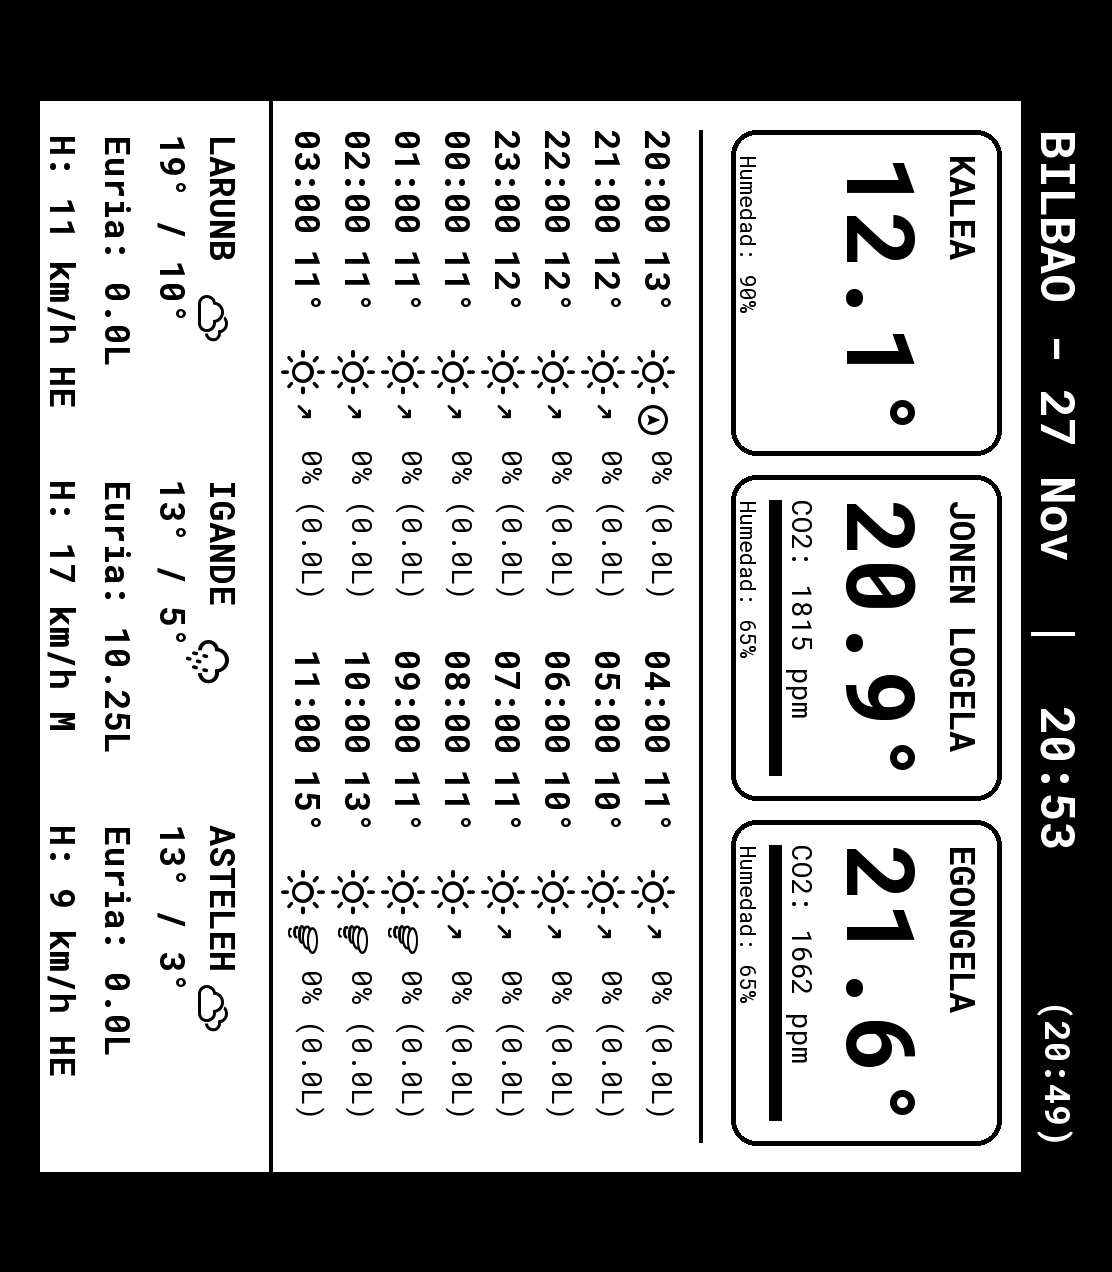 BILBAO - 27 Nov | 20:53 (20:49)
KALEA
12.1°
Humedad: 90%
JONEN LOGELA
20.9°
CO2: 1815 ppm
Humedad: 65%
EGONGELA
21.6°
CO2: 1662 ppm
Humedad: 65%
20:00 13° 0% (0.0L)
21:00 12° 0% (0.0L)
22:00 12° 0% (0.0L)
23:00 12° 0% (0.0L)
00:00 11° 0% (0.0L)
01:00 11° 0% (0.0L)
02:00 11° 0% (0.0L)
03:00 11° 0% (0.0L)
04:00 11° 0% (0.0L)
05:00 10° 0% (0.0L)
06:00 10° 0% (0.0L)
07:00 11° 0% (0.0L)
08:00 11° 0% (0.0L)
09:00 11° 0% (0.0L)
10:00 13° 0% (0.0L)
11:00 15° 0% (0.0L)
LARUNB
19° / 10°
Euria: 0.0L
H: 11 km/h HE
IGANDE
13° / 5°
Euria: 10.25L
H: 17 km/h M
ASTELEH
13° / 3°
Euria: 0.0L
H: 9 km/h HE